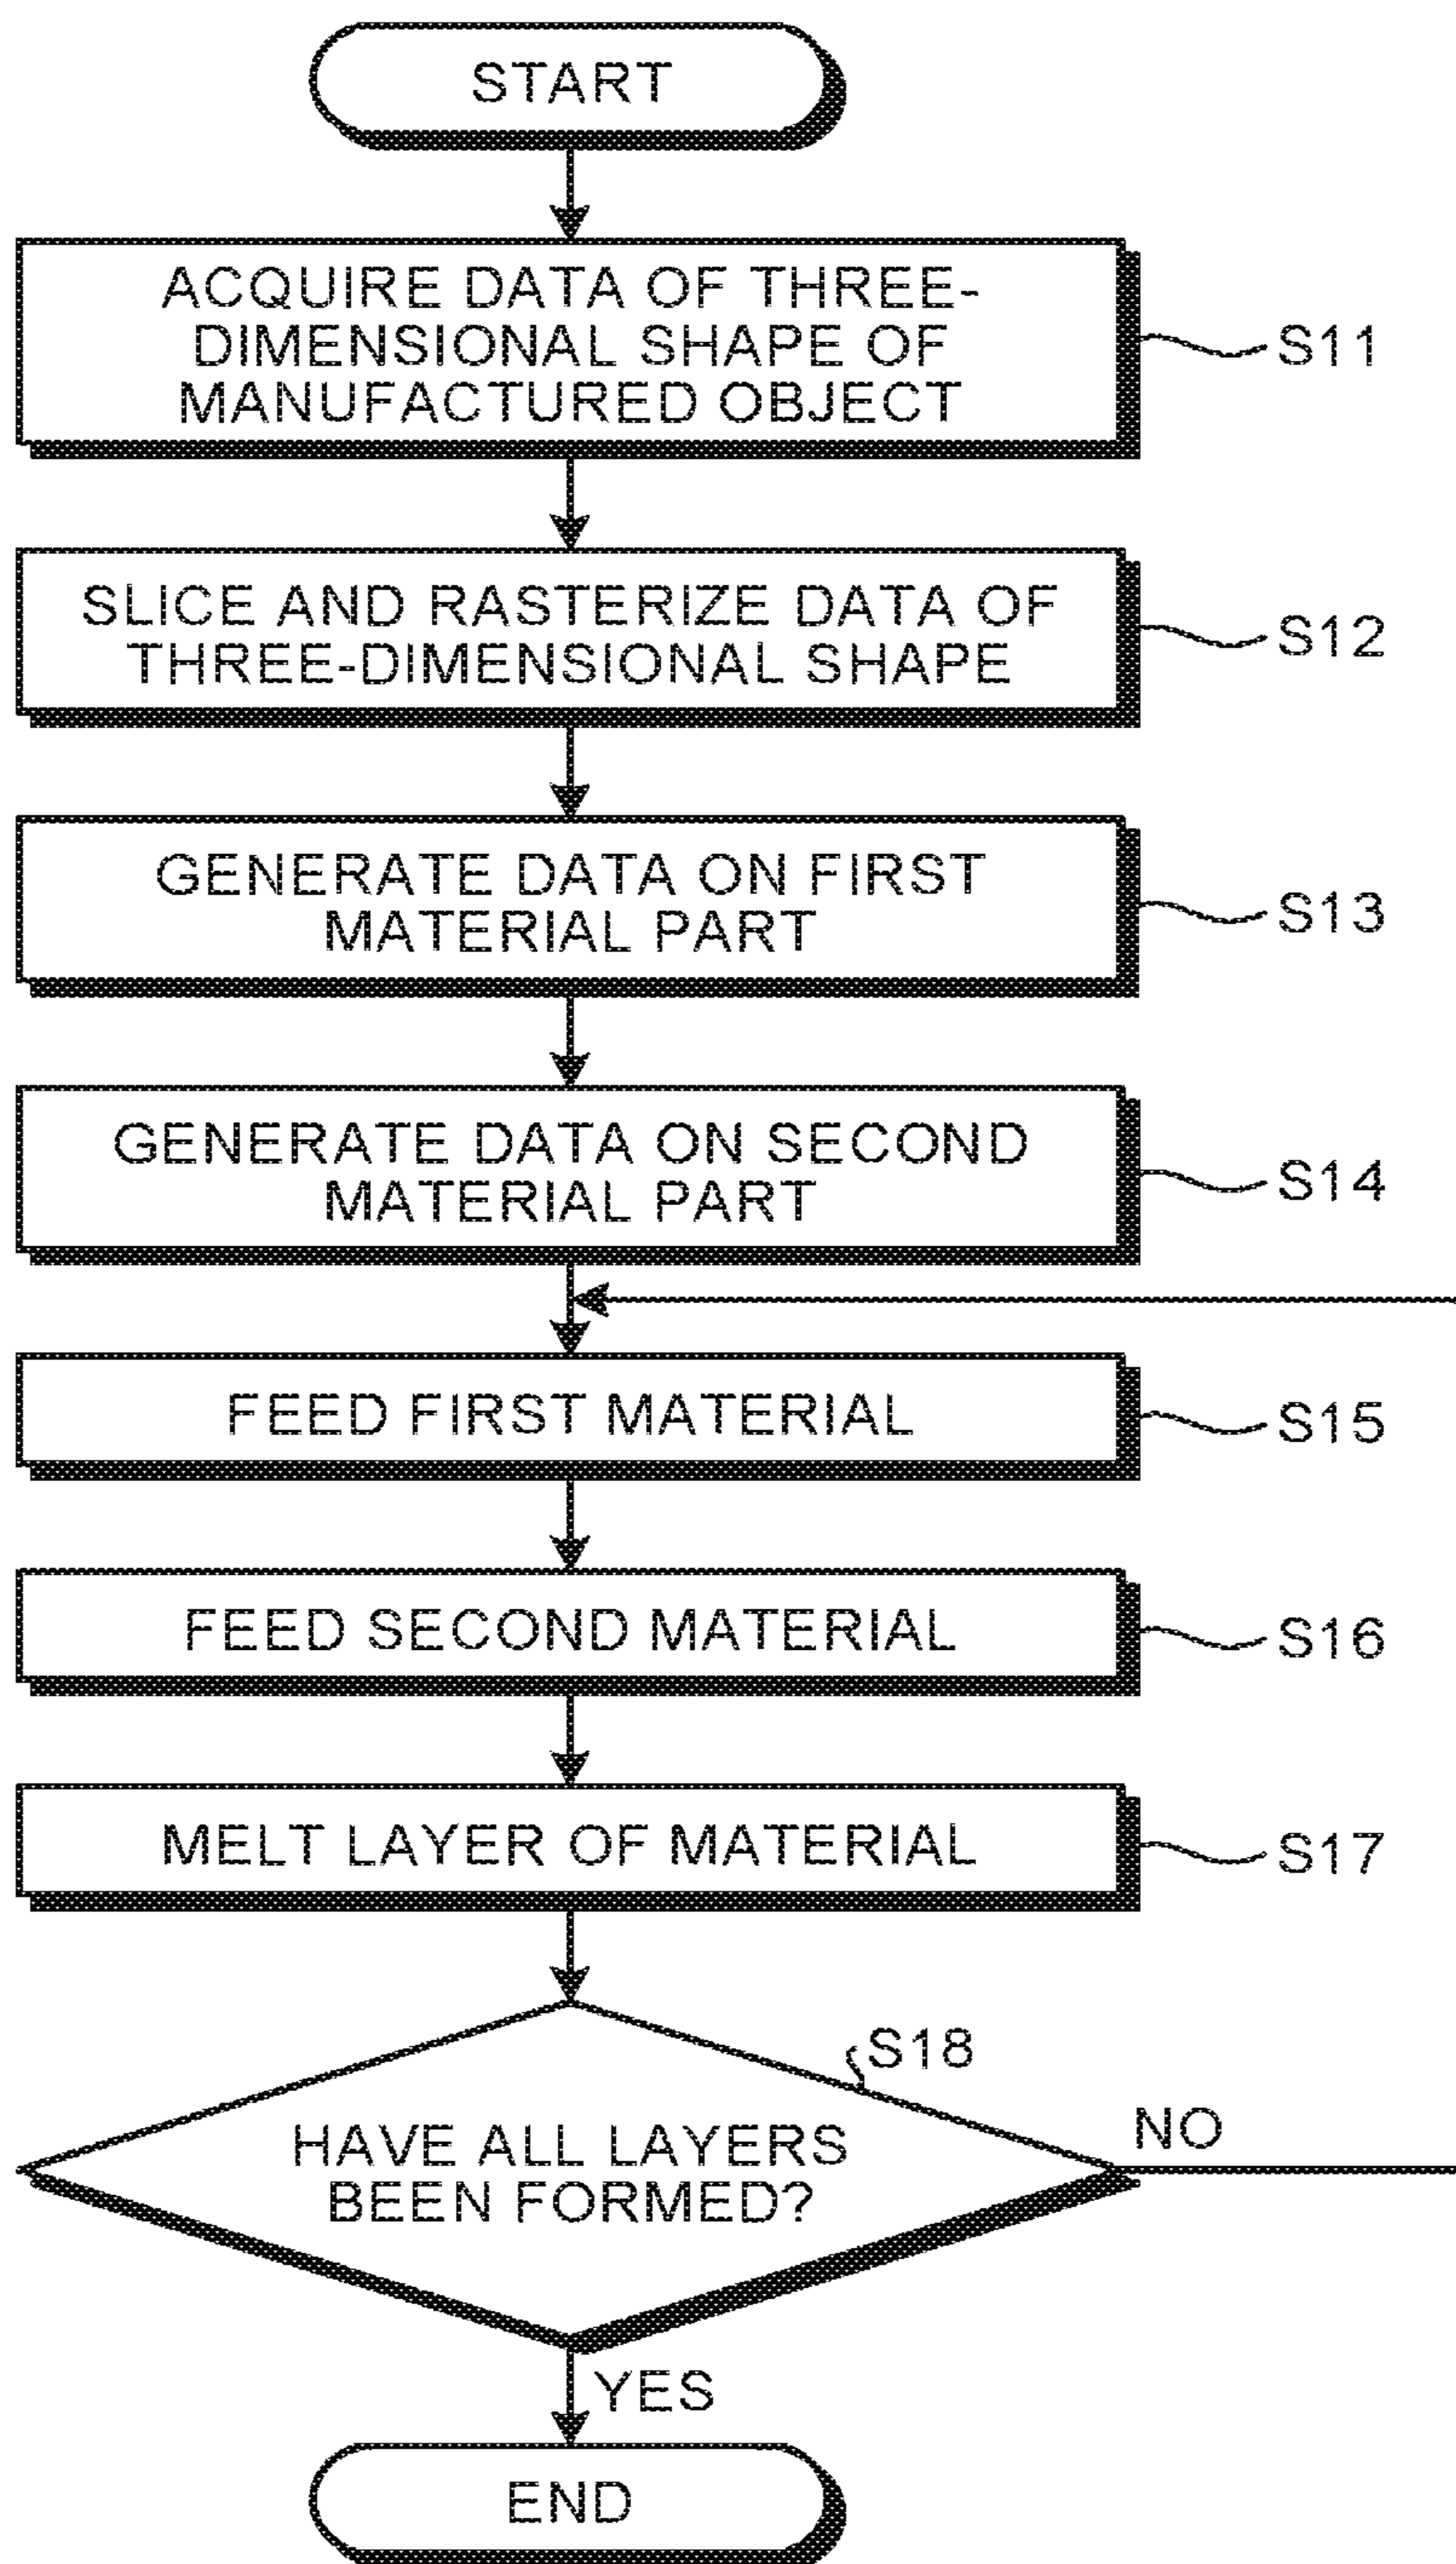 START
ACQUIRE DATA OF THREE-
DIMENSIONAL SHAPE OF
MANUFACTURED OBJECT
S11
SLICE AND RASTERIZE DATA OF
THREE-DIMENSIONAL SHAPE
S12
GENERATE DATA ON FIRST
MATERIAL PART
S13
GENERATE DATA ON SECOND
MATERIAL PART
S14
FEED FIRST MATERIAL
S15
FEED SECOND MATERIAL
S16
MELT LAYER OF MATERIAL
S17
S18
HAVE ALL LAYERS
BEEN FORMED?
NO
YES
END